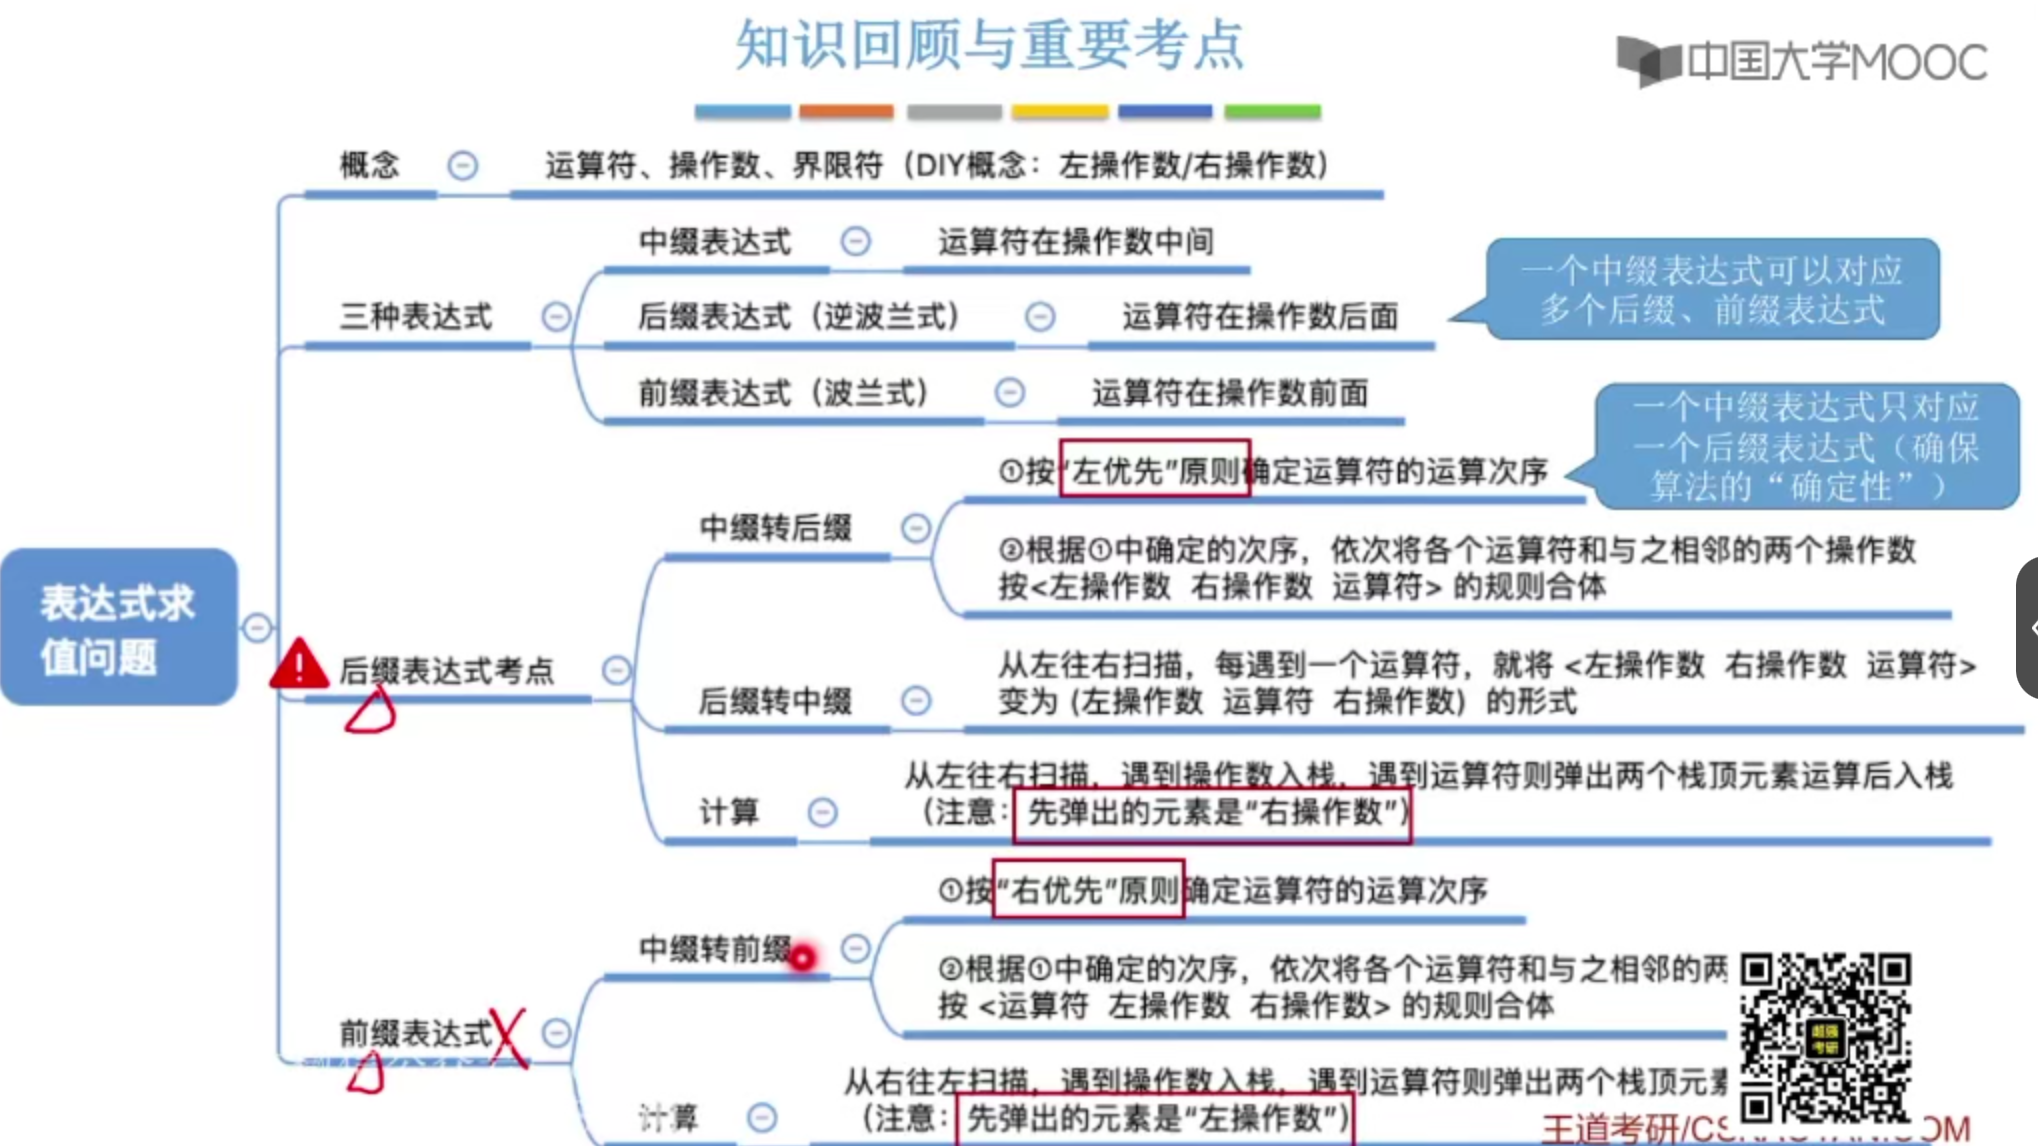 知识回顾与重要考点
中国大学MOOC
概念
运算符、操作数、界限符（DIY概念：左操作数/右操作数）
中缀表达式
运算符在操作数中间
一个中缀表达式可以对应
多个后缀、前缀表达式
三种表达式
后缀表达式（逆波兰式）
运算符在操作数后面
前缀表达式（波兰式）
运算符在操作数前面
一个中缀表达式只对应
一个后缀表达式（确保
算法的“确定性”）
①按“左优先”原则确定运算符的运算次序
中缀转后缀
②根据①中确定的次序，依次将各个运算符和与之相邻的两个操作数
按<左操作数 右操作数 运算符> 的规则合体
表达式求
值问题
后缀表达式考点
从左往右扫描，每遇到一个运算符，就将 <左操作数 右操作数 运算符>
变为 (左操作数 运算符 右操作数) 的形式
后缀转中缀
从左往右扫描，遇到操作数入栈，遇到运算符则弹出两个栈顶元素运算后入栈
（注意：先弹出的元素是“右操作数”）
计算
①按“右优先”原则确定运算符的运算次序
中缀转前缀
②根据①中确定的次序，依次将各个运算符和与之相邻的两
按 <运算符 左操作数 右操作数> 的规则合体
前缀表达式
从右往左扫描，遇到操作数入栈，遇到运算符则弹出两个栈顶元素
（注意：先弹出的元素是“左操作数”）
计算
王道考研/CSKAOYAN.COM